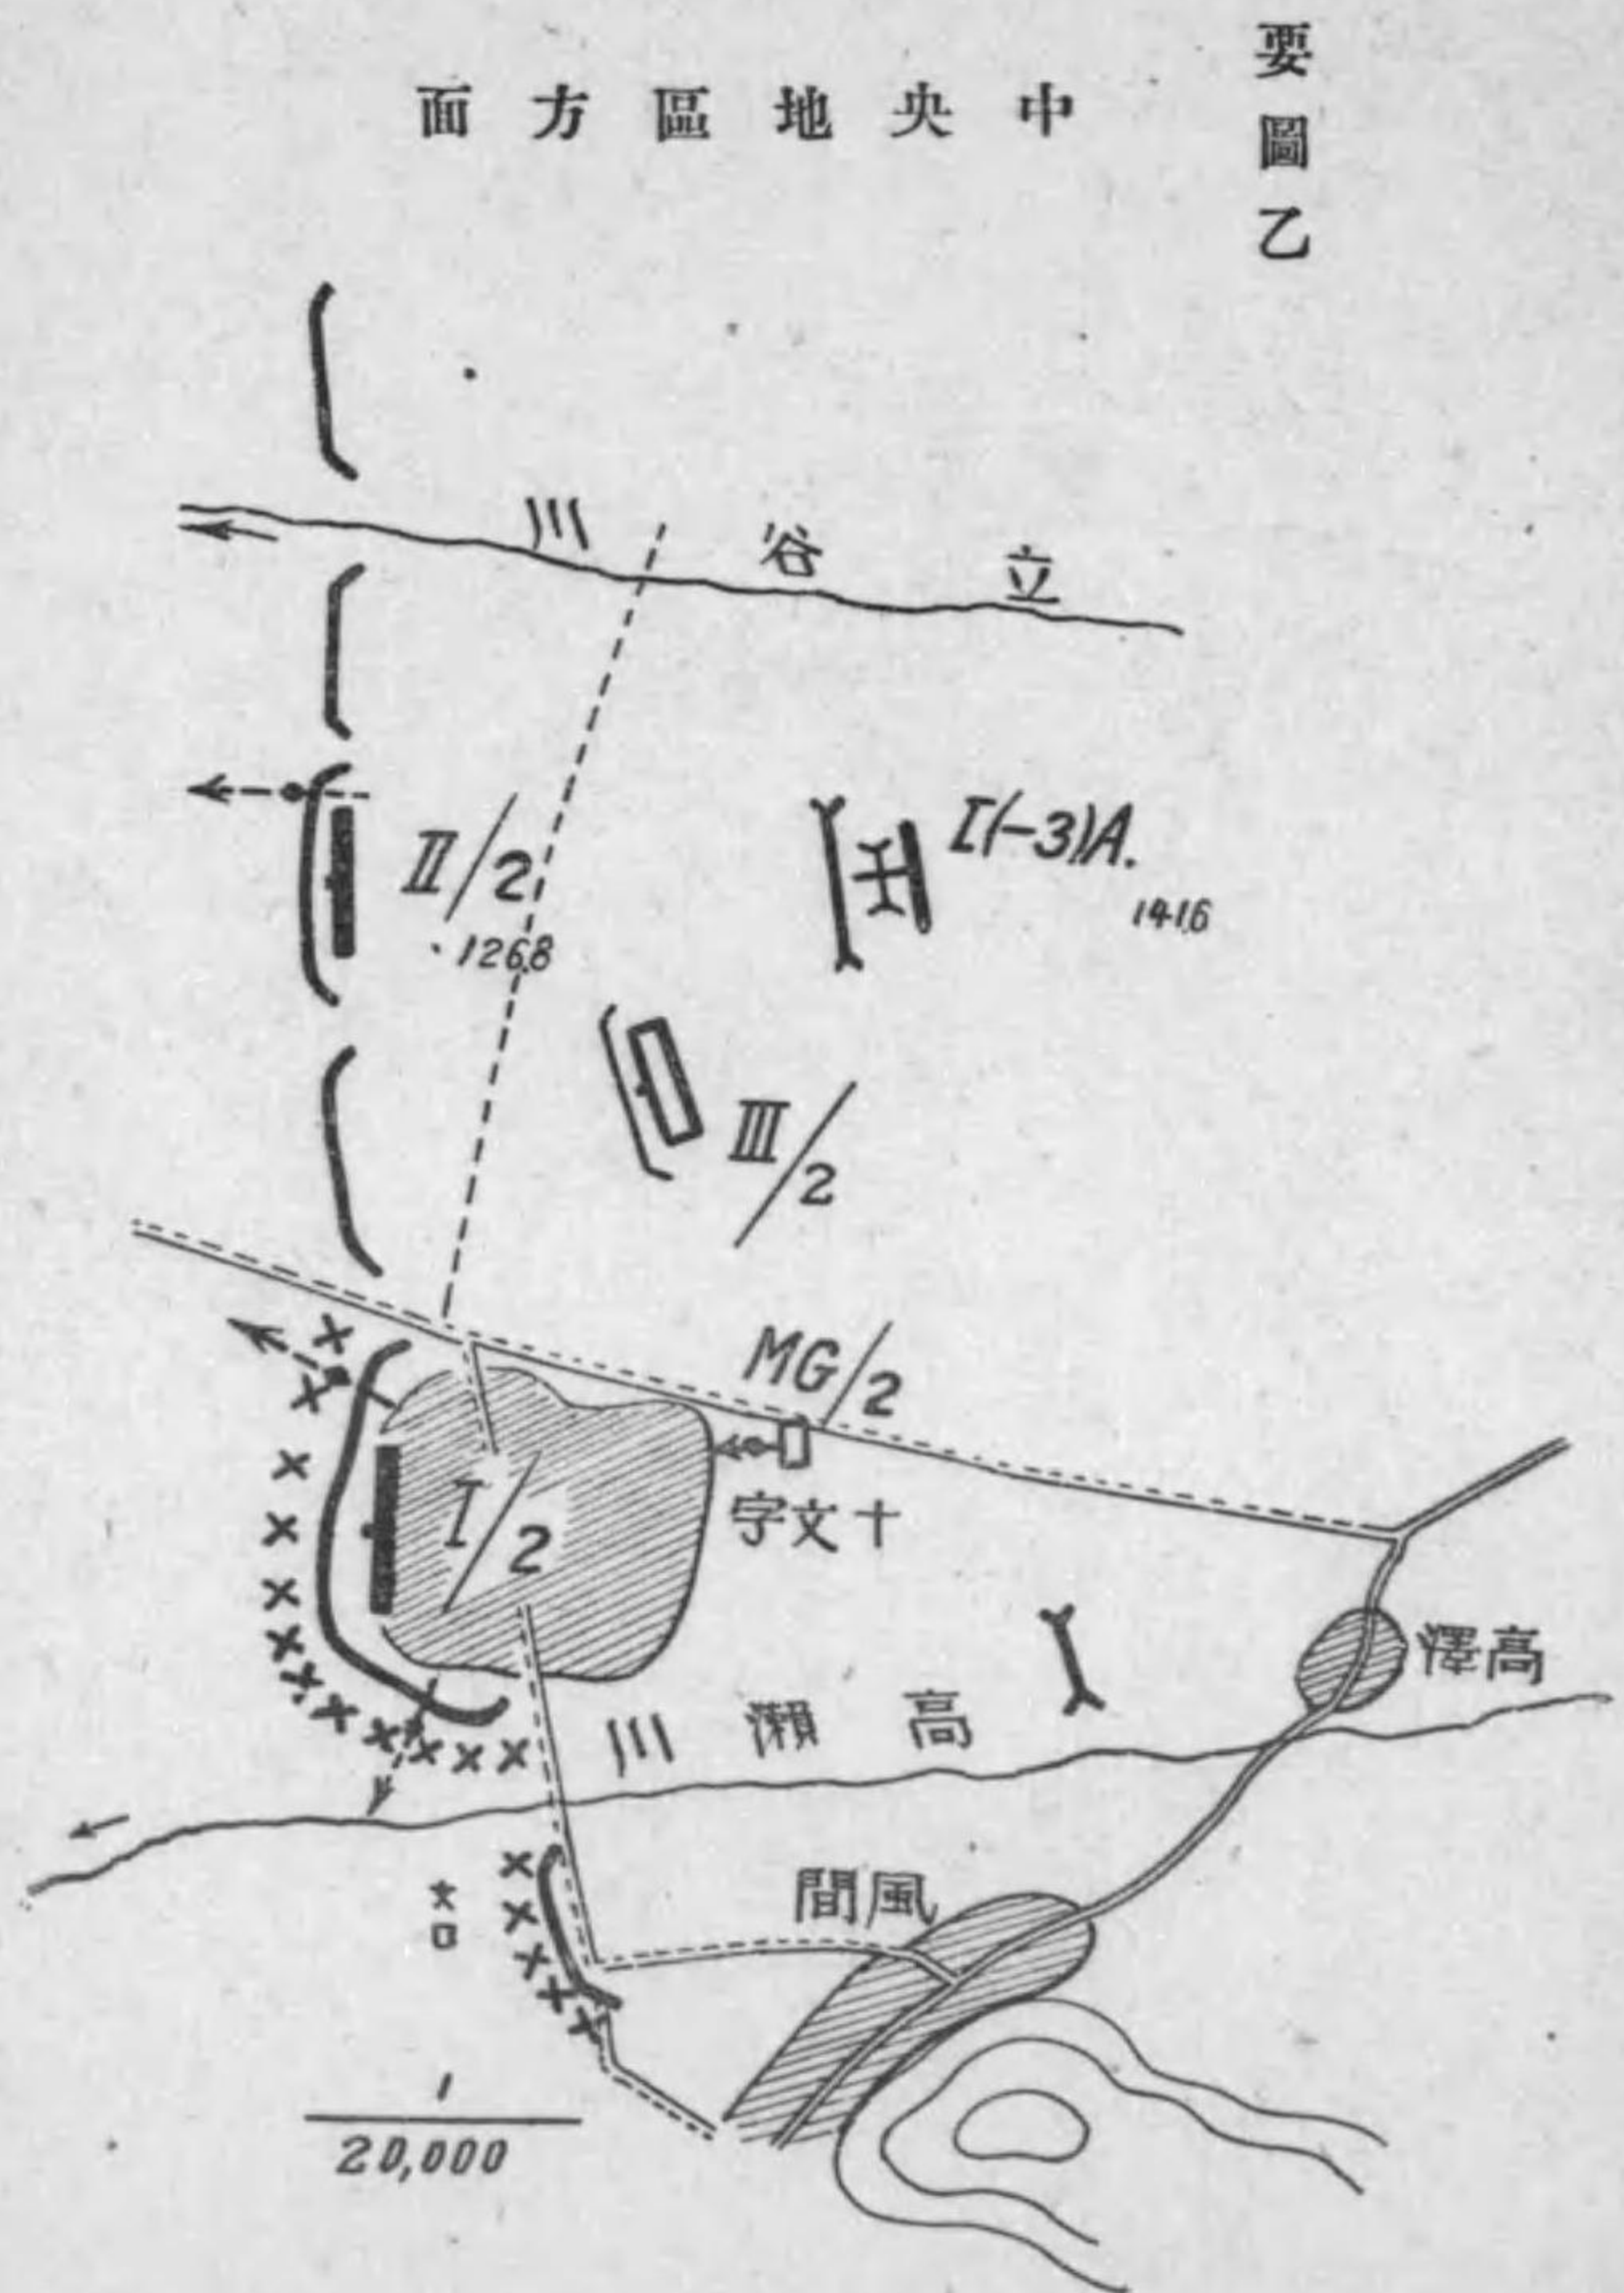 要圖乙
中央地區方面
立谷川
II/2
I(-3)A.
1416
・1268
III/2
MG/2
I/2
十文字
高澤
高瀬川
風間
1/20,000